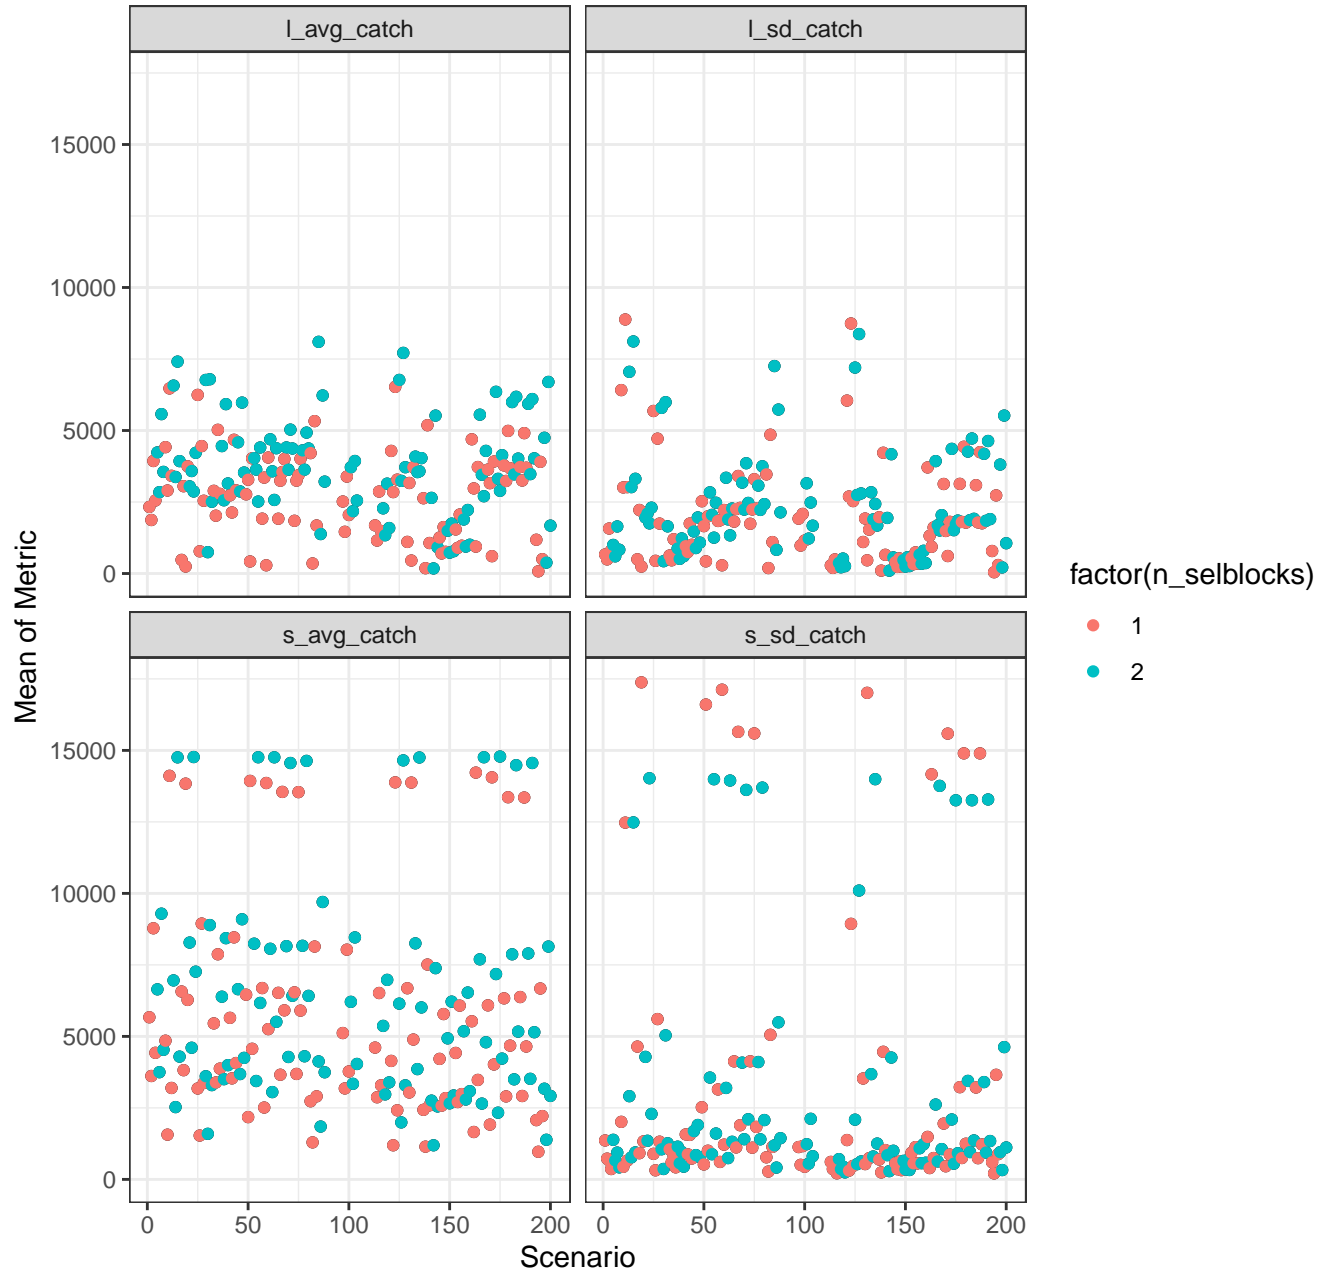 l_avg_catch
l_sd_catch
15000
10000
5000
0
s_avg_catch
s_sd_catch
15000
10000
5000
0
0 50 100 150 200
0 50 100 150 200
Scenario
Mean of Metric
factor(n_selblocks)
1
2